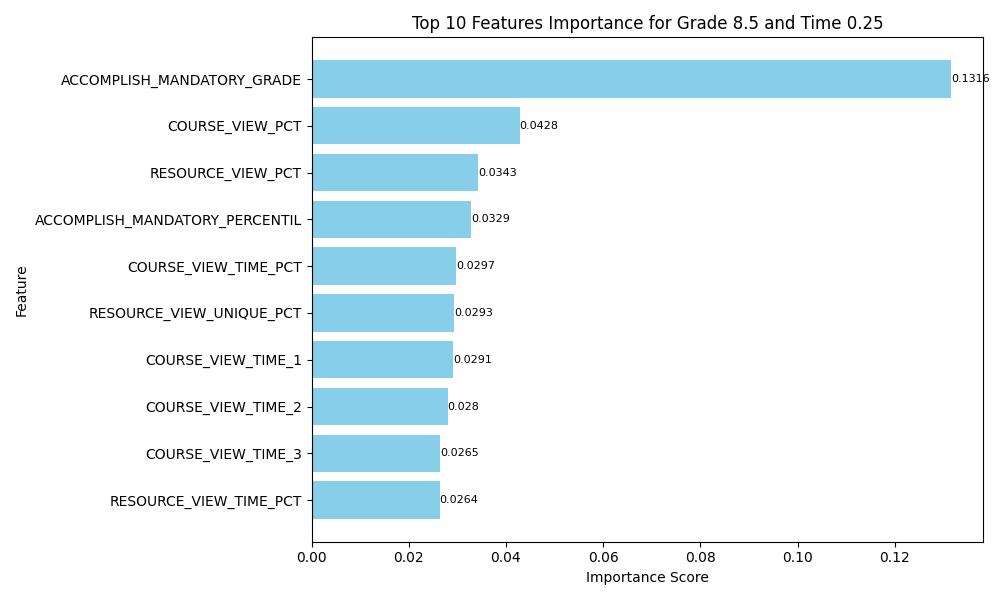 Top 10 Features Importance for Grade 8.5 and Time 0.25
Feature
ACCOMPLISH_MANDATORY_GRADE
0.1316
COURSE_VIEW_PCT
0.0428
RESOURCE_VIEW_PCT
0.0343
ACCOMPLISH_MANDATORY_PERCENTIL
0.0329
COURSE_VIEW_TIME_PCT
0.0297
RESOURCE_VIEW_UNIQUE_PCT
0.0293
COURSE_VIEW_TIME_1
0.0291
COURSE_VIEW_TIME_2
0.028
COURSE_VIEW_TIME_3
0.0265
RESOURCE_VIEW_TIME_PCT
0.0264
0.00 0.02 0.04 0.06 0.08 0.10 0.12
Importance Score